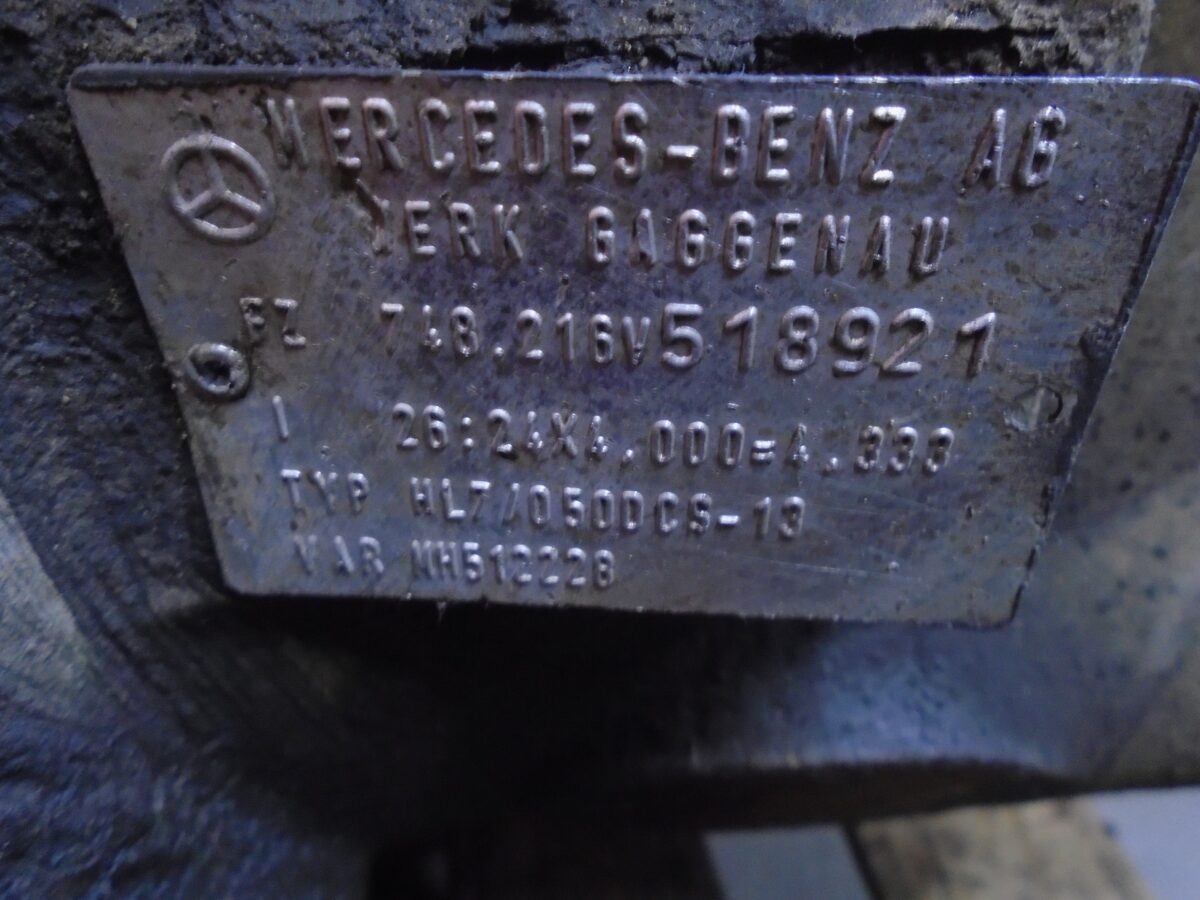 MERCEDES-BENZ AG
WERK GAGGENAU
FZ 748.216V518921
I 26:24X4.000=4.333
TYP HL7/050DCS-13
VAR MH512228